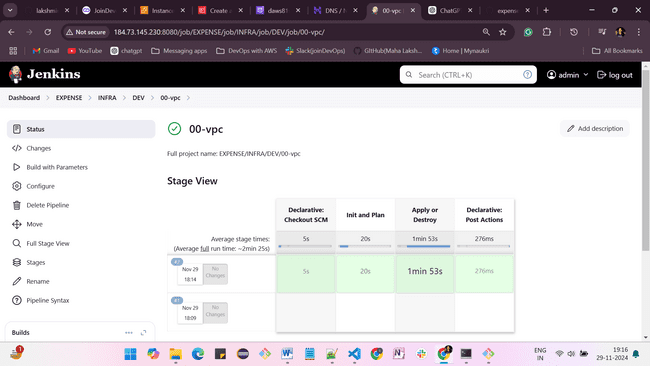 lakshmi
JoinDev
Instance
Create a
daws81
DNS / N
00-vpc
ChatGP
expense
Not secure
184.73.145.230:8080/job/EXPENSE/job/INFRA/job/DEV/job/00-vpc/
Gmail
YouTube
chatgpt
Messaging apps
DevOps with AWS
Slack(joinDevOps)
GitHub(Maha Laksh...
Home | Mynaukri
All Bookmarks
Jenkins
Search (CTRL+K)
admin
log out
Dashboard > EXPENSE > INFRA > DEV > 00-vpc >
Status
Changes
Build with Parameters
Configure
Delete Pipeline
Move
Full Stage View
Stages
Rename
Pipeline Syntax
Builds
00-vpc
Add description
Full project name: EXPENSE/INFRA/DEV/00-vpc
Stage View
Declarative:
Checkout SCM
Init and Plan
Apply or
Destroy
Declarative:
Post Actions
Average stage times:
(Average full run time: ~2min 25s)
5s
20s
1min 53s
276ms
#2
Nov 29
18:14
No
Changes
5s
20s
1min 53s
276ms
#1
Nov 29
18:09
No
Changes
ENG
IN
19:16
29-11-2024